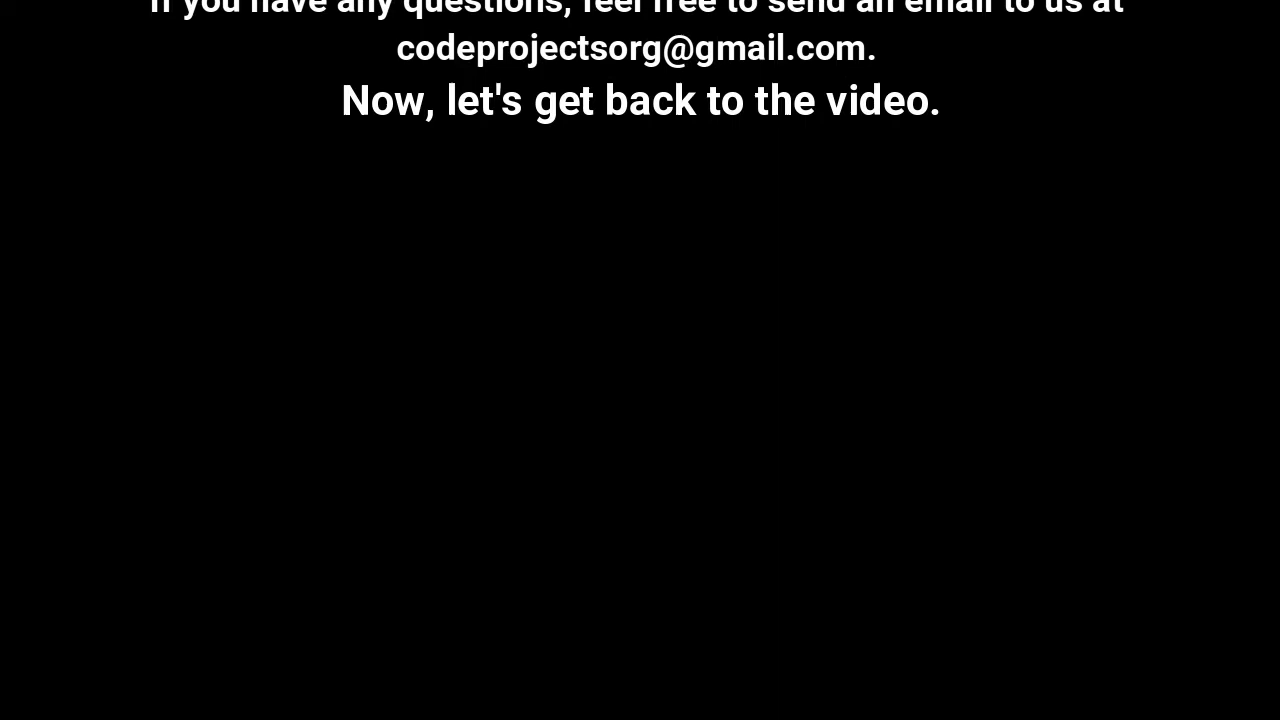 If you have any questions, feel free to send an email to us at
codeprojectsorg@gmail.com.
Now, let's get back to the video.